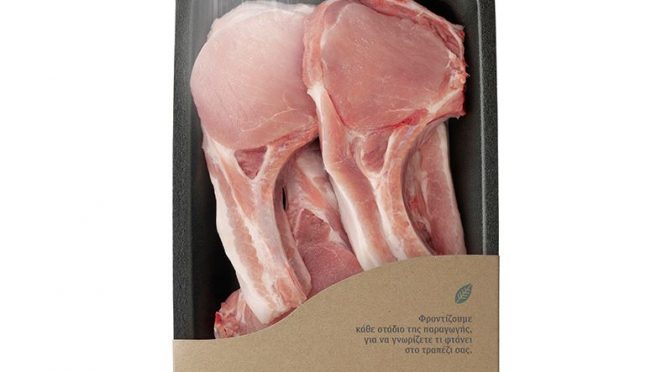 Φροντίζουμε
κάθε στάδιο της παραγωγής,
για να γνωρίζετε τι φτάνει
στο τραπέζι σας.